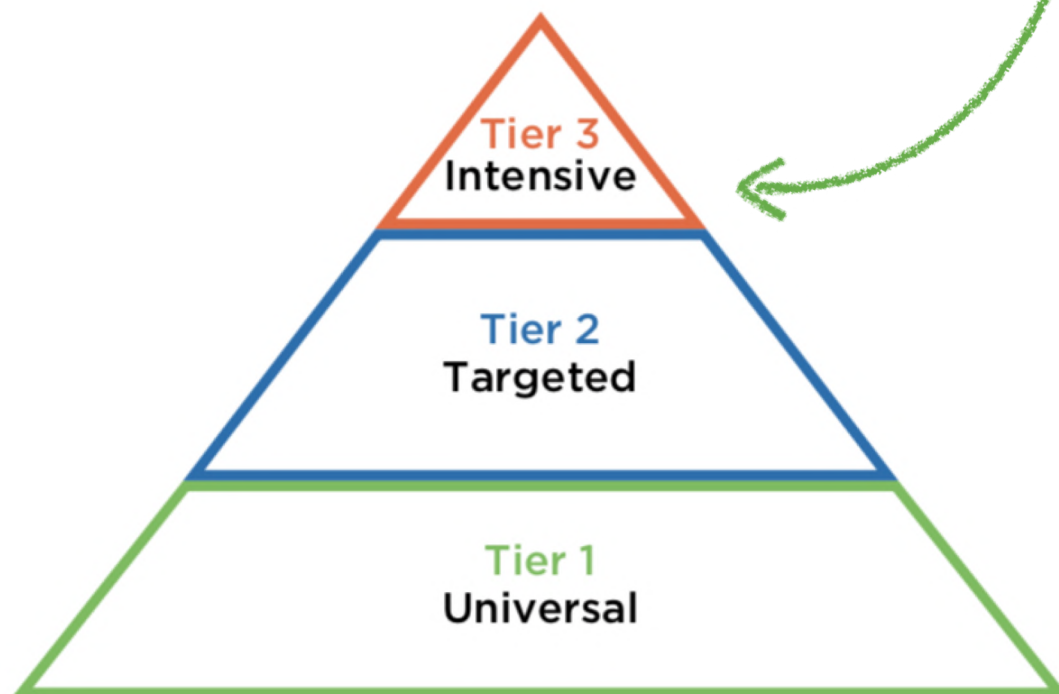 Tier 3
Intensive
Tier 2
Targeted
Tier 1
Universal